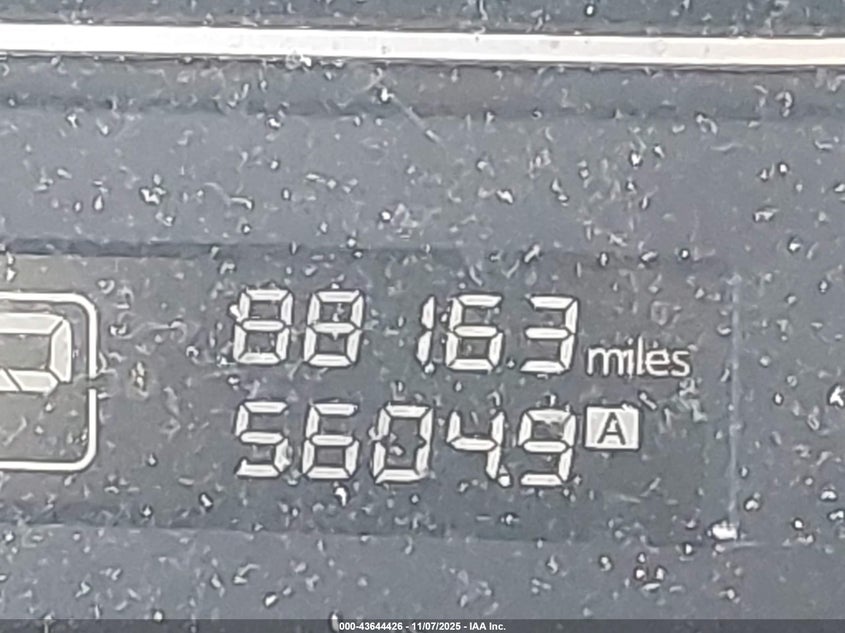 88163 miles
5604.9 A
000-43644426 - 11/07/2025 - IAA Inc.